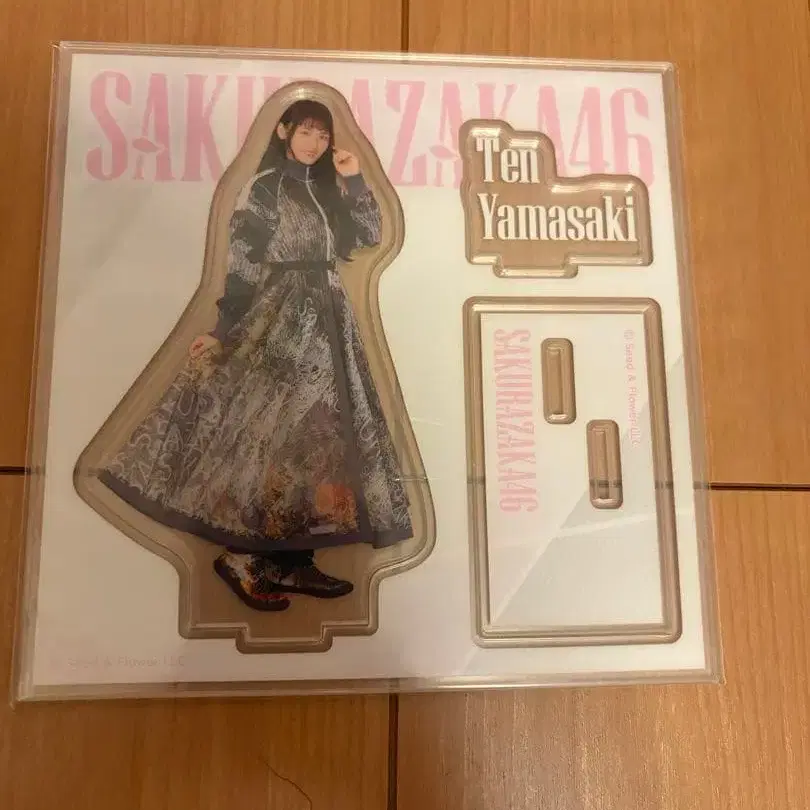 SAKURAZAKA46
Ten
Yamasaki
SAKURAZAKA46
© Seed & Flower LLC
© Seed & Flower LLC